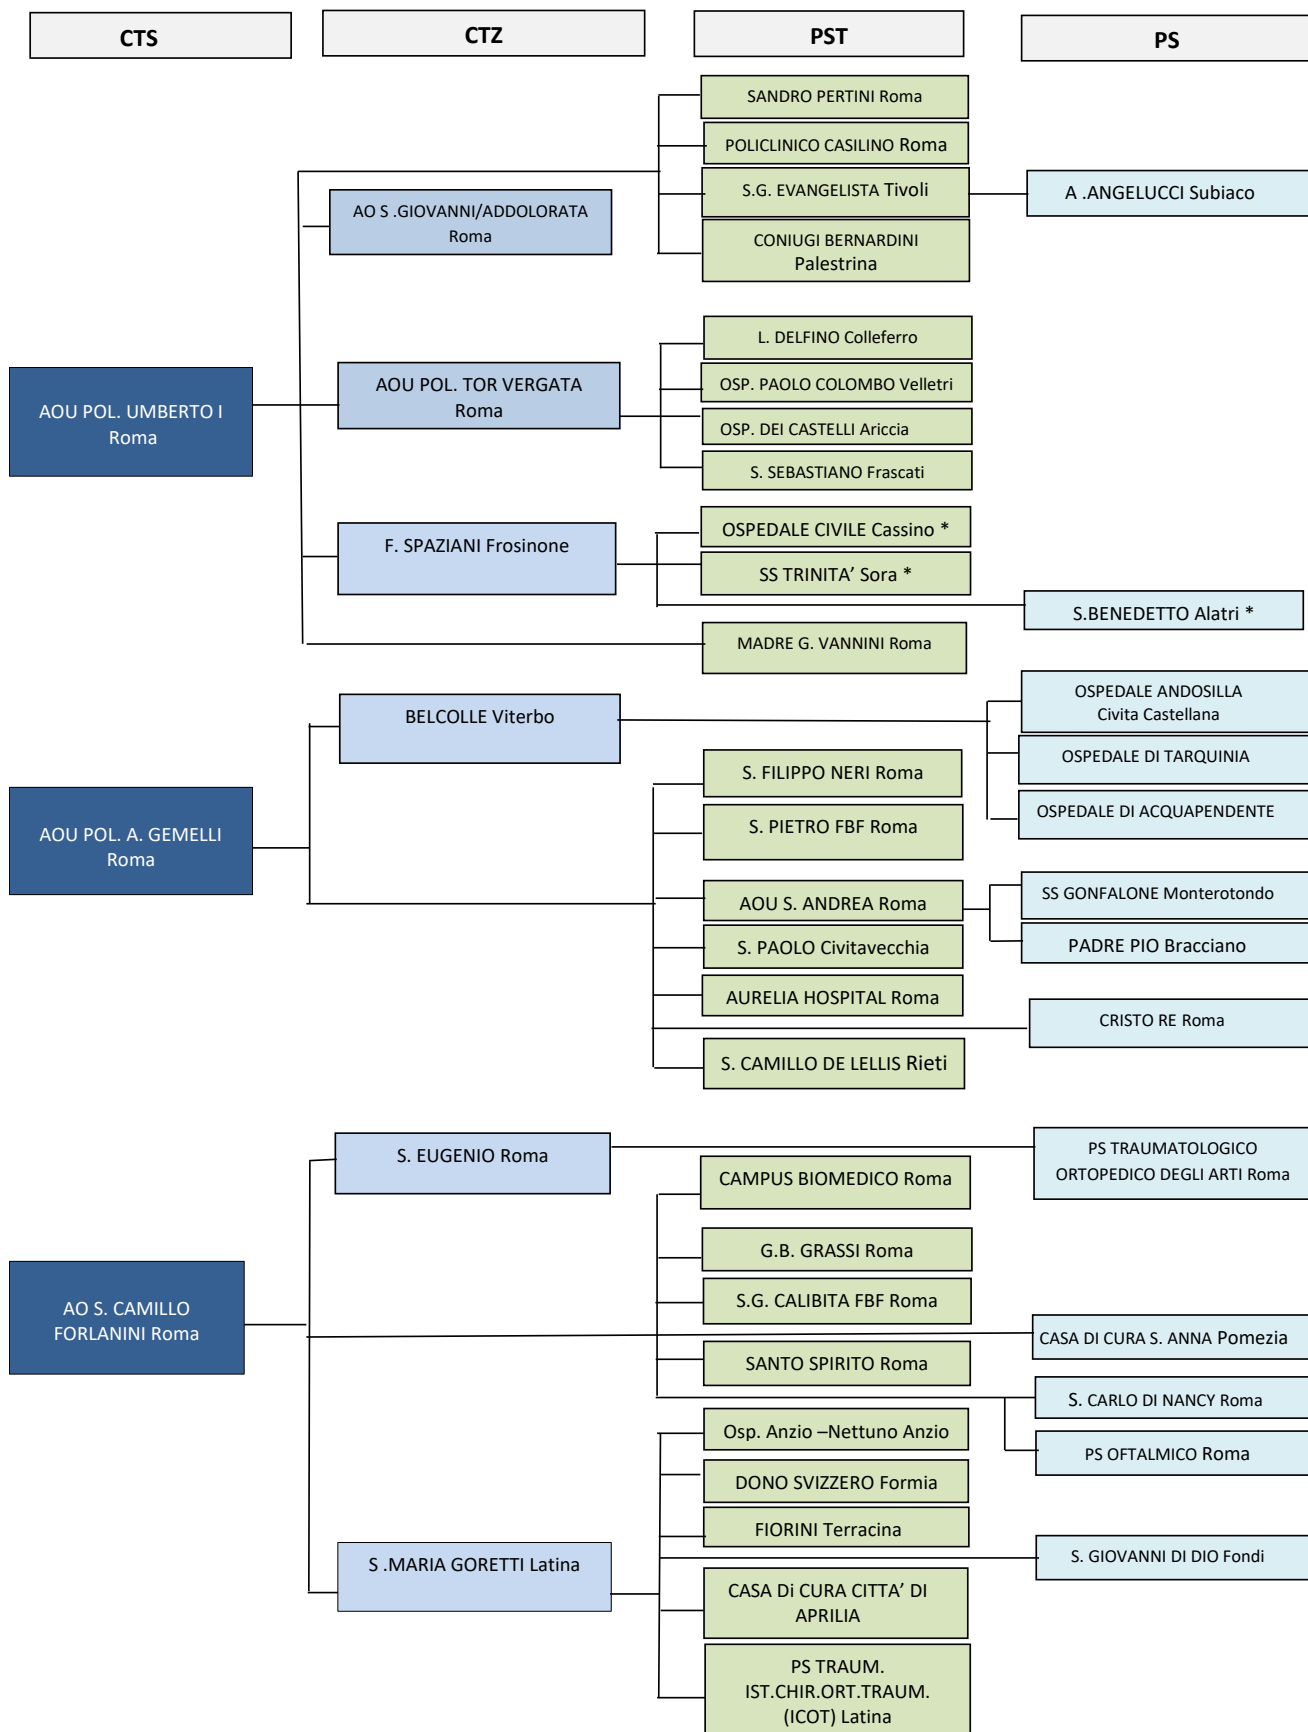 CTS
CTZ
PST
PS
SANDRO PERTINI Roma
POLICLINICO CASILINO Roma
S.G. EVANGELISTA Tivoli
A .ANGELUCCI Subiaco
AO S .GIOVANNI/ADDOLORATA
Roma
CONIUGI BERNARDINI
Palestrina
L. DELFINO Colleferro
AOU POL. UMBERTO I
Roma
AOU POL. TOR VERGATA
Roma
OSP. PAOLO COLOMBO Velletri
OSP. DEI CASTELLI Ariccia
S. SEBASTIANO Frascati
F. SPAZIANI Frosinone
OSPEDALE CIVILE Cassino *
SS TRINITA’ Sora *
S.BENEDETTO Alatri *
MADRE G. VANNINI Roma
BELCOLLE Viterbo
OSPEDALE ANDOSILLA
Civita Castellana
OSPEDALE DI TARQUINIA
OSPEDALE DI ACQUAPENDENTE
AOU POL. A. GEMELLI
Roma
S. FILIPPO NERI Roma
S. PIETRO FBF Roma
AOU S. ANDREA Roma
SS GONFALONE Monterotondo
PADRE PIO Bracciano
S. PAOLO Civitavecchia
AURELIA HOSPITAL Roma
CRISTO RE Roma
S. CAMILLO DE LELLIS Rieti
S. EUGENIO Roma
PS TRAUMATOLOGICO
ORTOPEDICO DEGLI ARTI Roma
CAMPUS BIOMEDICO Roma
G.B. GRASSI Roma
S.G. CALIBITA FBF Roma
AO S. CAMILLO
FORLANINI Roma
CASA DI CURA S. ANNA Pomezia
SANTO SPIRITO Roma
S. CARLO DI NANCY Roma
PS OFTALMICO Roma
Osp. Anzio –Nettuno Anzio
DONO SVIZZERO Formia
FIORINI Terracina
S .MARIA GORETTI Latina
S. GIOVANNI DI DIO Fondi
CASA Di CURA CITTA’ DI
APRILIA
PS TRAUM.
IST.CHIR.ORT.TRAUM.
(ICOT) Latina